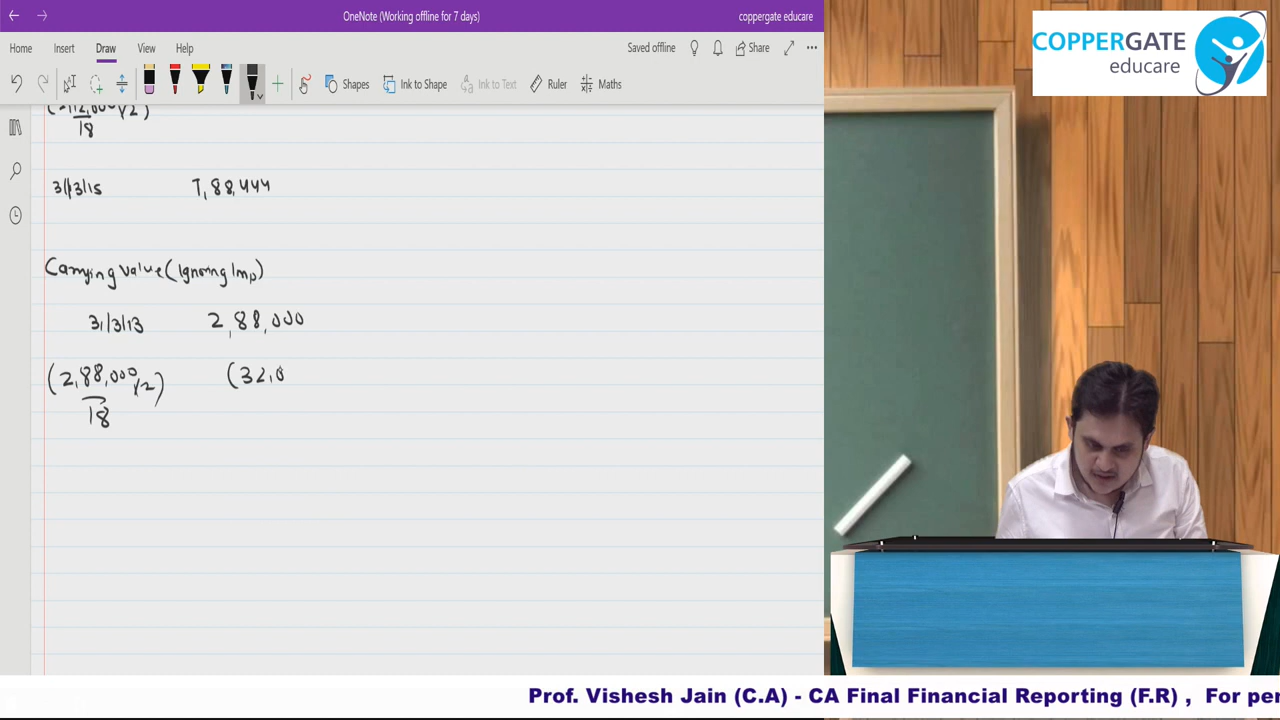 OneNote (Working offline for 7 days)
coppergate educare
Home Insert Draw View Help
Saved offline
Share
Shapes
Ink to Shape
Ink to Text
Ruler
Maths
18
31/3/15 7,88,444
Carrying value (Ignoring Imp)
31/3/13 2,88,000
(2,88,000 x2) (32,0
18
COPPERGATE
educare
Prof. Vishesh Jain (C.A) - CA Final Financial Reporting (F.R) , For per